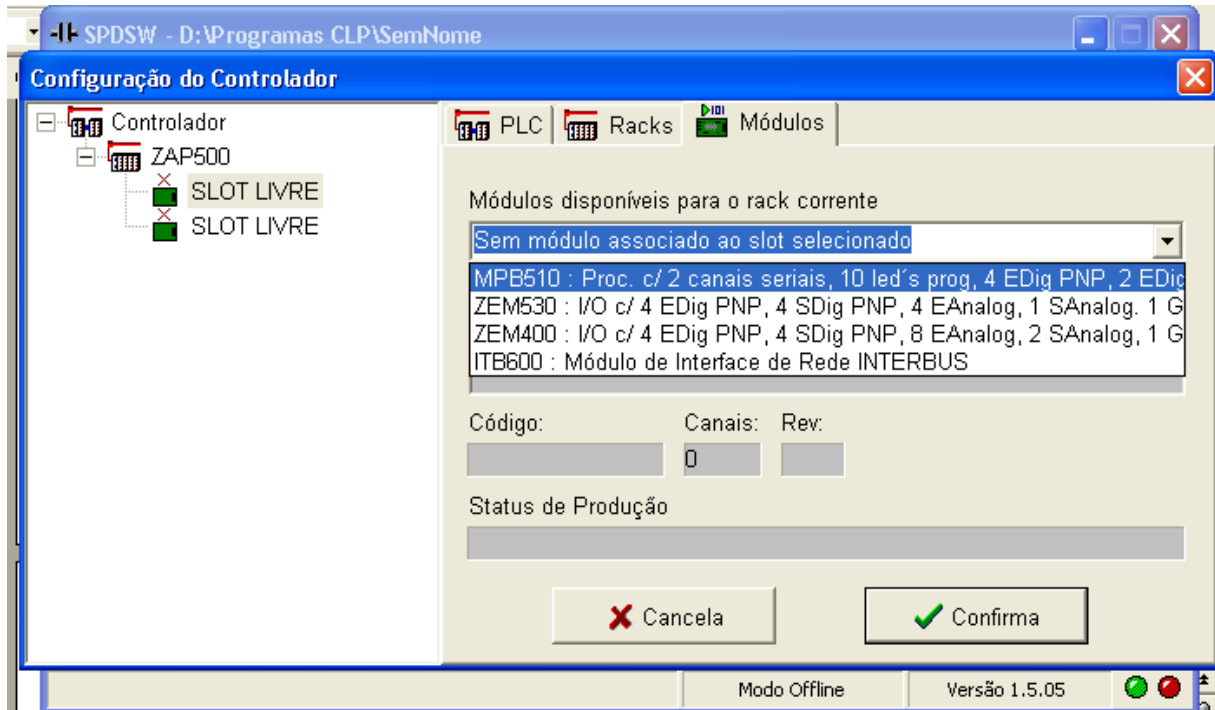 SPDSW - D:\Programas CLP\SemNome
Configuração do Controlador
Controlador
ZAP500
SLOT LIVRE
SLOT LIVRE
PLC
Racks
Módulos
Módulos disponíveis para o rack corrente
Sem módulo associado ao slot selecionado
MPB510 : Proc. c/ 2 canais seriais, 10 led´s prog, 4 EDig PNP, 2 EDig
ZEM530 : I/O c/ 4 EDig PNP, 4 SDig PNP, 4 EAnalog, 1 SAnalog. 1 G
ZEM400 : I/O c/ 4 EDig PNP, 4 SDig PNP, 8 EAnalog, 2 SAnalog, 1 G
ITB600 : Módulo de Interface de Rede INTERBUS
Código:
Canais:
Rev:
0
Status de Produção
Cancela
Confirma
Modo Offline
Versão 1.5.05